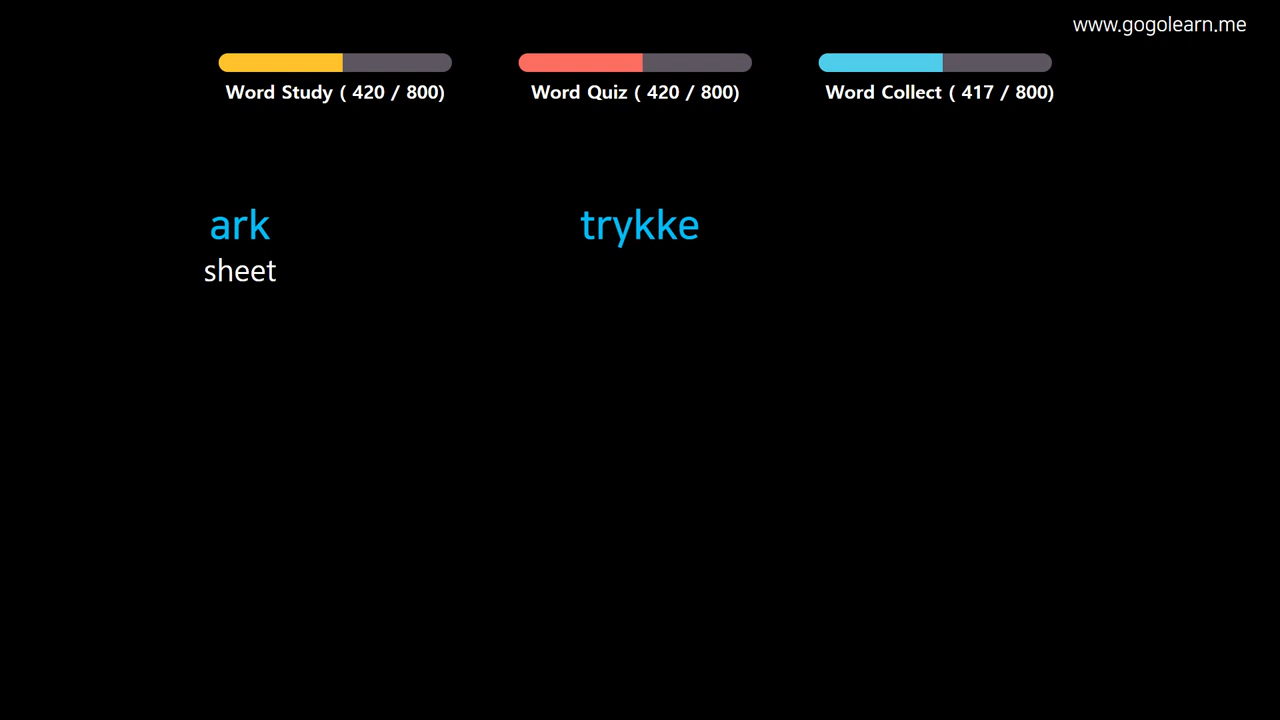 www.gogolearn.me
Word Study ( 420 / 800)
Word Quiz ( 420 / 800)
Word Collect ( 417 / 800)
ark
trykke
sheet